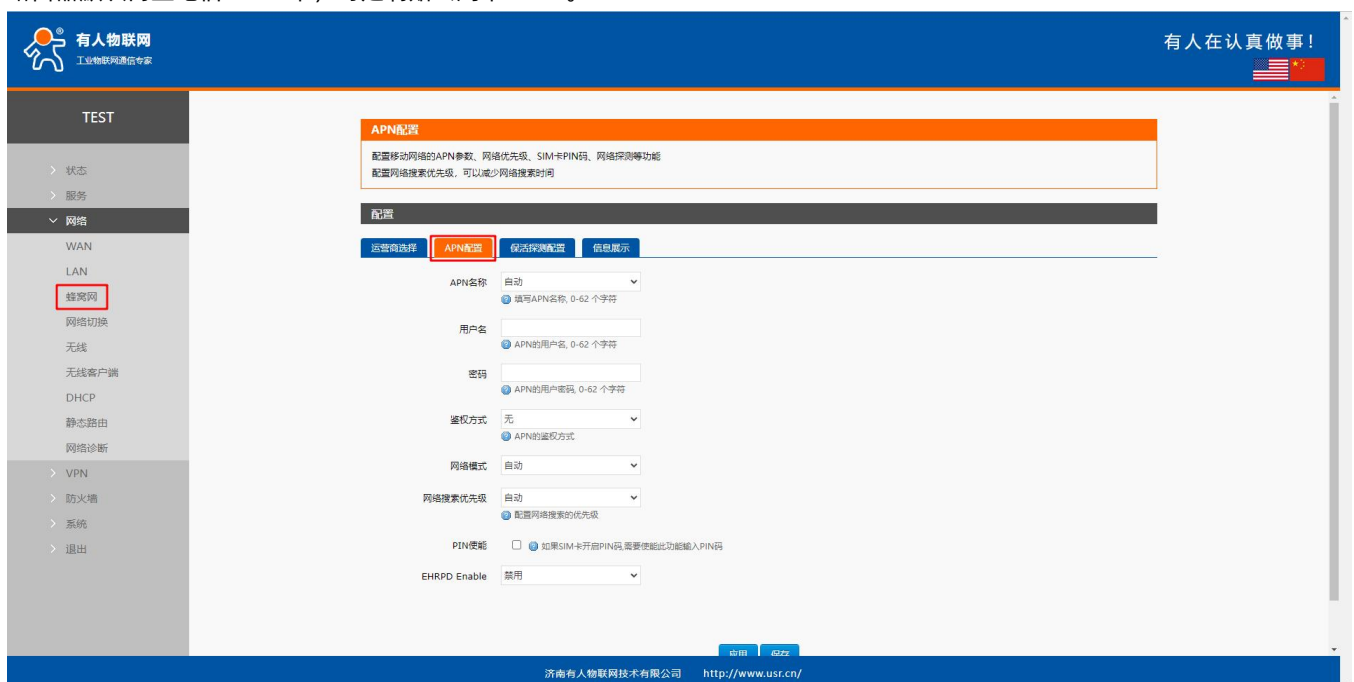 有人物联网
工业物联网通信专家
有人在认真做事!
TEST
状态
服务
网络
WAN
LAN
蜂窝网
网络切换
无线
无线客户端
DHCP
静态路由
网络诊断
VPN
防火墙
系统
退出
APN配置
配置移动网络的APN参数、网络优先级、SIM卡PIN码、网络探测等功能
配置网络搜素优先级,可以减少网络搜素时间
配置
运营商选择 APN配置 保活探测配置 信息展示
APN名称 自动
填写APN名称, 0-62 个字符
用户名
APN的用户名, 0-62 个字符
密码
APN的用户密码, 0-62 个字符
鉴权方式 无
APN的鉴权方式
网络模式 自动
网络搜素优先级 自动
配置网络搜索的优先级
PIN使能 如果SIM卡开启PIN码,需要使能此功能输入PIN码
EHRPD Enable 禁用
应用 保存
济南有人物联网技术有限公司 http://www.usr.cn/